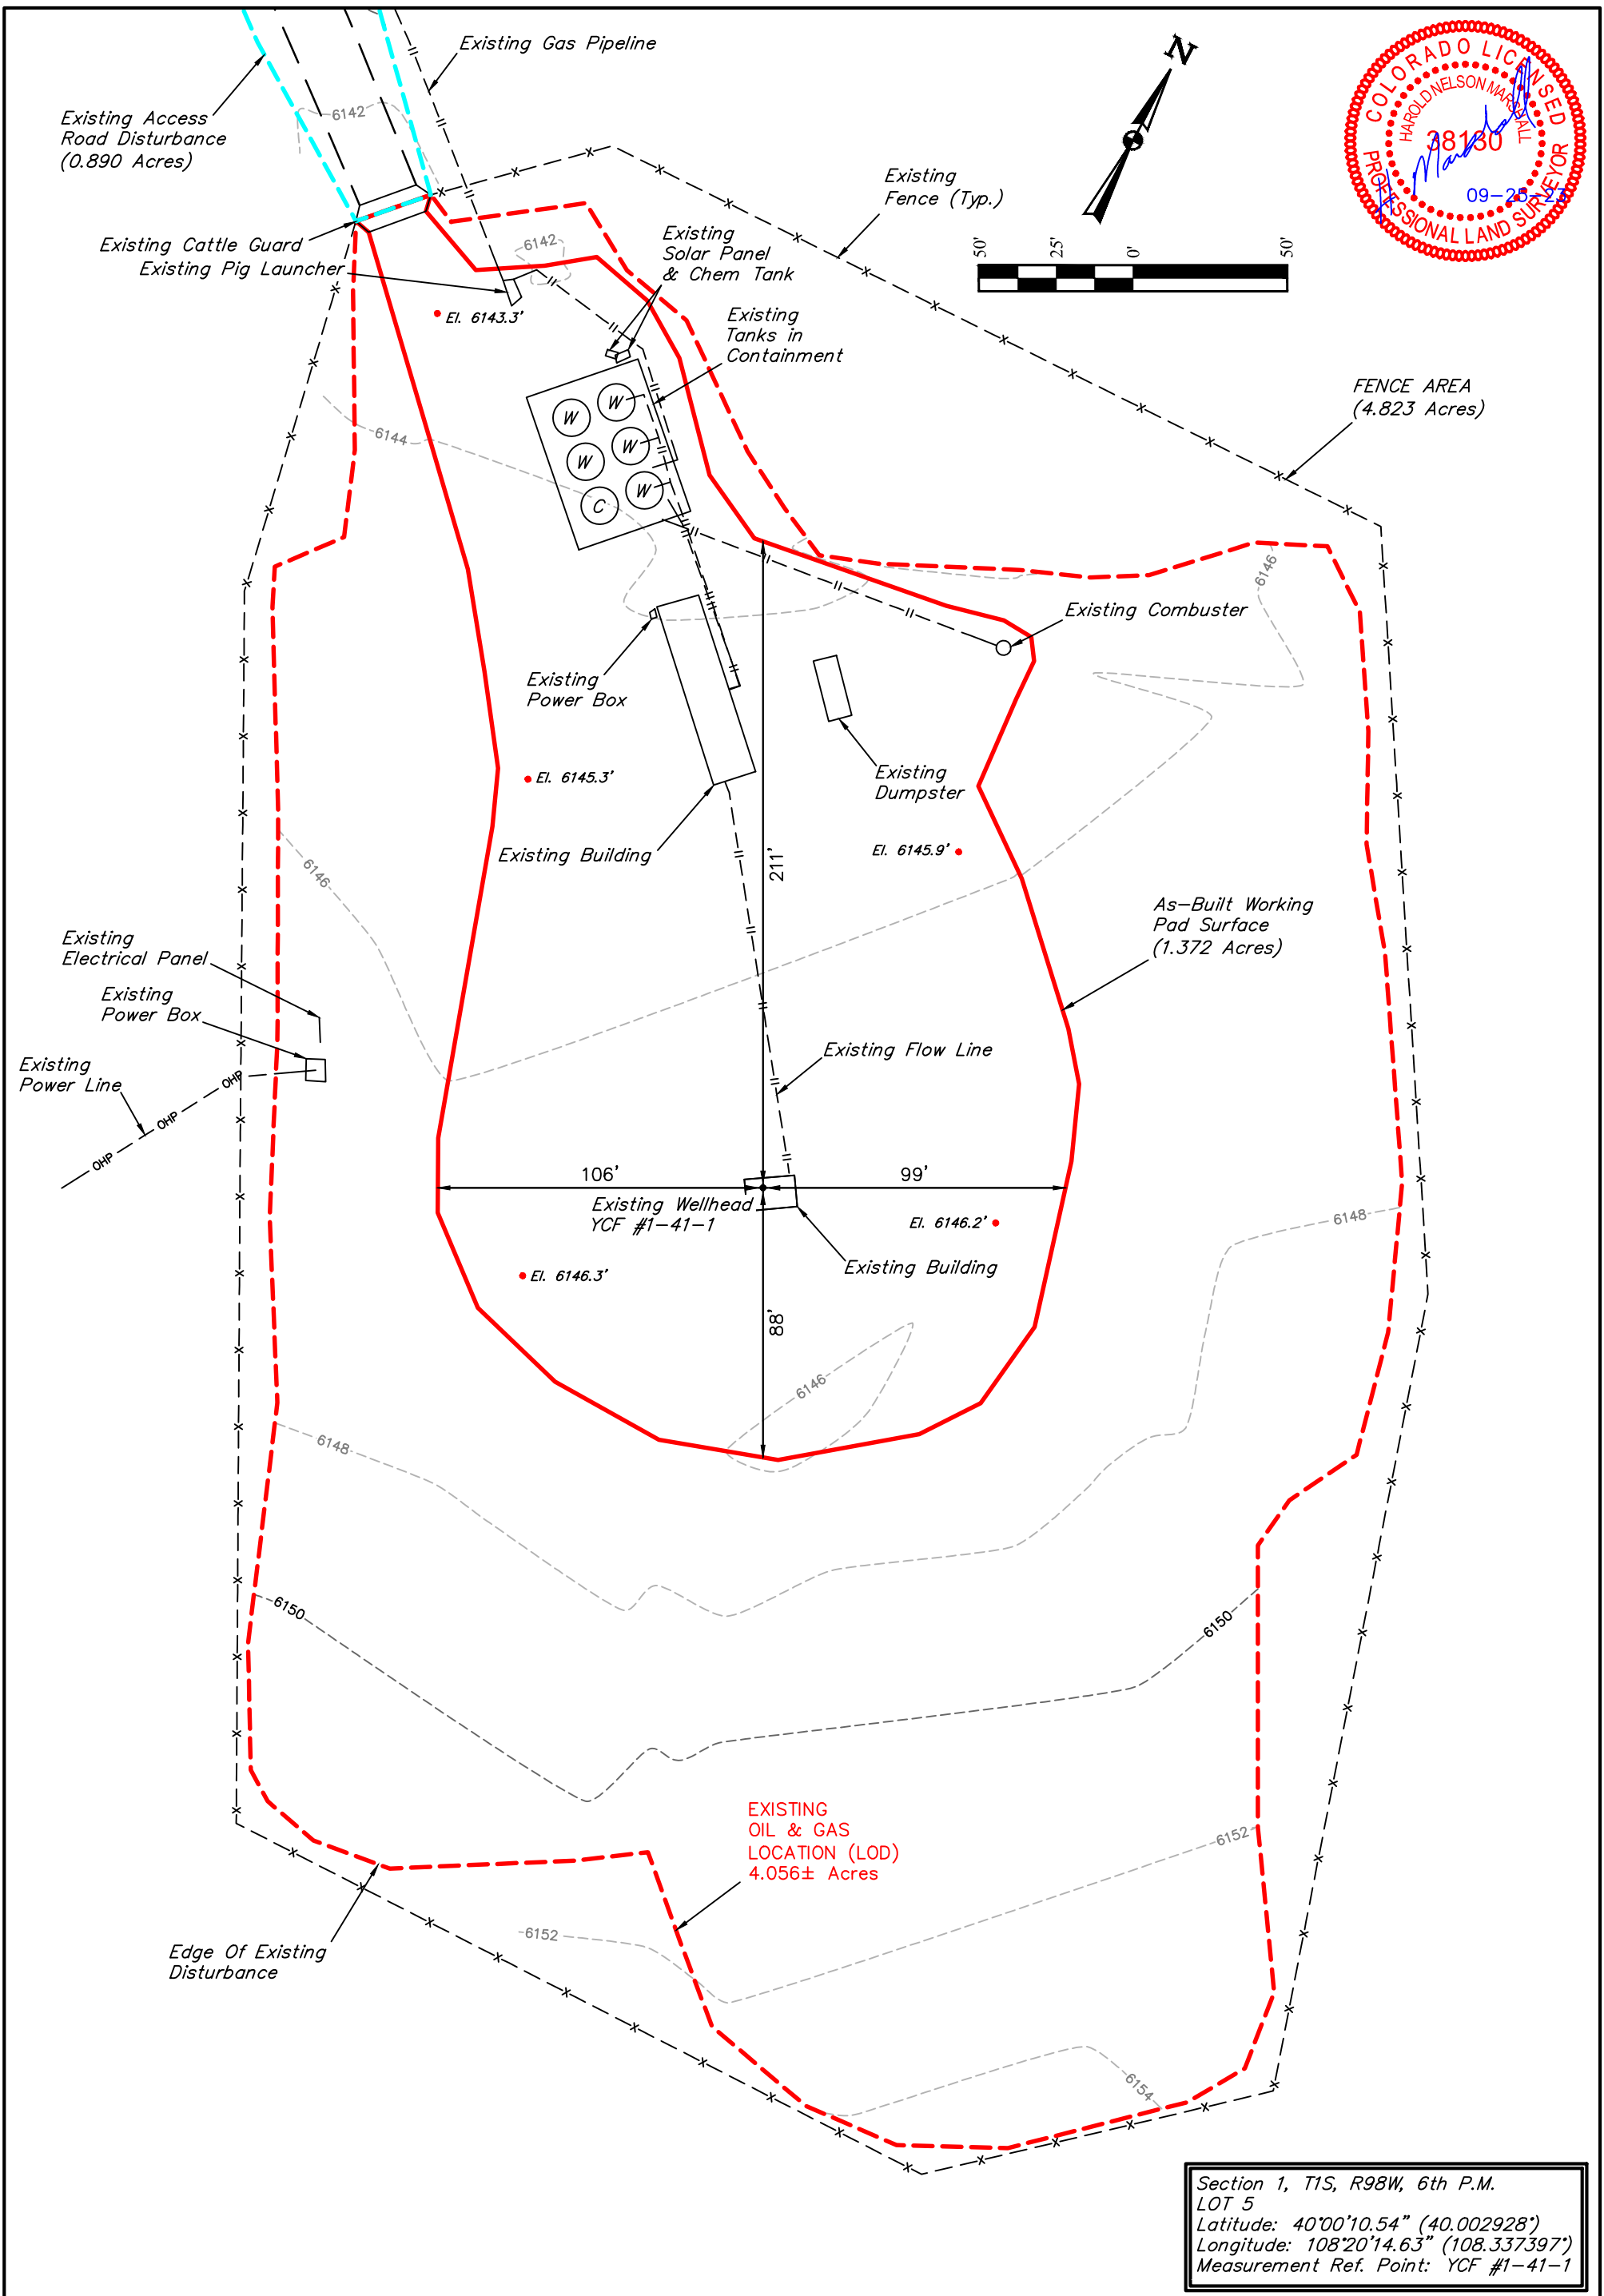 Existing Gas Pipeline
N
COLORADO LICENSED
HAROLD NELSON MARSHALL
38130
09-25-23
PROFESSIONAL LAND SURVEYOR
Existing Access
Road Disturbance
(0.890 Acres)
6142
Existing
Fence (Typ.)
Existing Cattle Guard
Existing Pig Launcher
6142
Existing
Solar Panel
& Chem Tank
50'
25'
0'
50'
El. 6143.3'
Existing
Tanks in
Containment
FENCE AREA
(4.823 Acres)
6144
W
W
W
W
C
W
6146
Existing Combuster
Existing
Power Box
El. 6145.3'
Existing
Dumpster
Existing Building
211'
El. 6145.9'
6146
As-Built Working
Pad Surface
(1.372 Acres)
Existing
Electrical Panel
Existing
Power Box
Existing
Power Line
OHP
OHP
OHP
Existing Flow Line
106'
99'
Existing Wellhead
YCF #1-41-1
El. 6146.2'
6148
Existing Building
El. 6146.3'
88'
6146
6148
6150
6150
EXISTING
OIL & GAS
LOCATION (LOD)
4.056± Acres
6152
6152
Edge Of Existing
Disturbance
6154
Section 1, T1S, R98W, 6th P.M.
LOT 5
Latitude: 40°00'10.54" (40.002928°)
Longitude: 108°20'14.63" (108.337397°)
Measurement Ref. Point: YCF #1-41-1